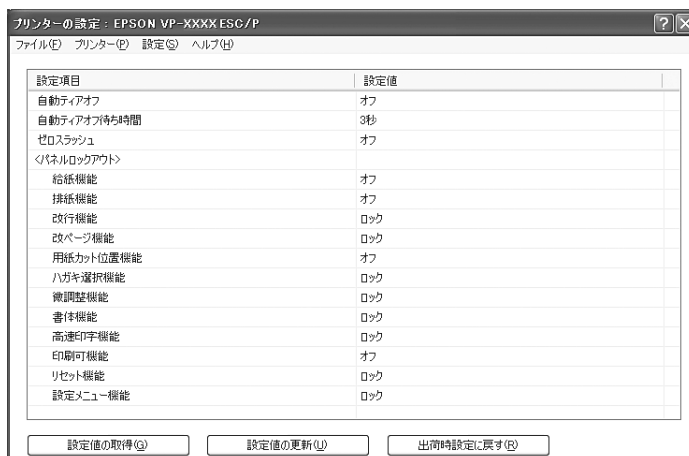 プリンターの設定：EPSON VP-XXXX ESC/P
ファイル(F) プリンター(P) 設定(S) ヘルプ(H)
設定項目 設定値
自動ティアオフ オフ
自動ティアオフ待ち時間 3秒
ゼロスラッシュ オフ
<パネルロックアウト>
給紙機能 オフ
排紙機能 オフ
改行機能 ロック
改ページ機能 ロック
用紙カット位置機能 オフ
ハガキ選択機能 ロック
微調整機能 ロック
書体機能 ロック
高速印字機能 ロック
印刷可機能 オフ
リセット機能 ロック
設定メニュー機能 ロック
設定値の取得(G) 設定値の更新(U) 出荷時設定に戻す(R)